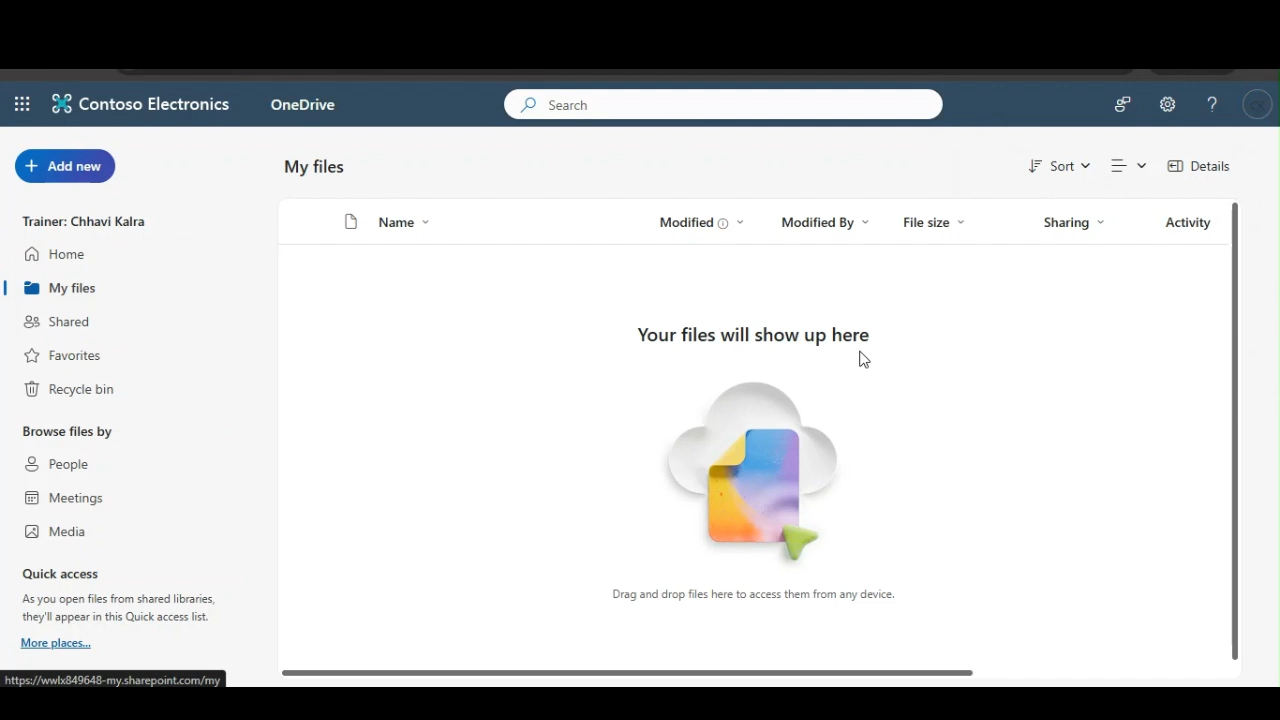 Contoso Electronics
OneDrive
Search
?
Add new
My files
Sort
Details
Trainer: Chhavi Kalra
Home
My files
Shared
Favorites
Recycle bin
Browse files by
People
Meetings
Media
Quick access
As you open files from shared libraries,
they'll appear in this Quick access list.
More places...
https://wwlx849648-my.sharepoint.com/my
Name
Modified
Modified By
File size
Sharing
Activity
Your files will show up here
Drag and drop files here to access them from any device.